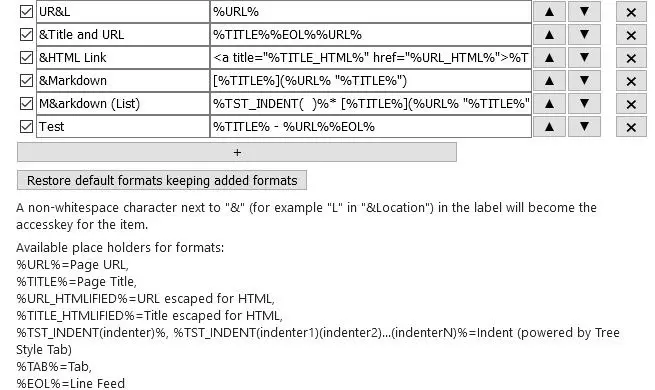 UR&L %URL% ▲ ▼ ×
&Title and URL %TITLE%%EOL%%URL% ▲ ▼ ×
&HTML Link <a title="%TITLE_HTML%" href="%URL_HTML%">%T ▲ ▼ ×
&Markdown [%TITLE%](%URL% "%TITLE%") ▲ ▼ ×
M&arkdown (List) %TST_INDENT(  )%* [%TITLE%](%URL% "%TITLE%" ▲ ▼ ×
Test %TITLE% - %URL%%EOL% ▲ ▼ ×
+
Restore default formats keeping added formats
A non-whitespace character next to "&" (for example "L" in "&Location") in the label will become the
accesskey for the item.
Available place holders for formats:
%URL%=Page URL,
%TITLE%=Page Title,
%URL_HTMLIFIED%=URL escaped for HTML,
%TITLE_HTMLIFIED%=Title escaped for HTML,
%TST_INDENT(indenter)%, %TST_INDENT(indenter1)(indenter2)...(indenterN)%=Indent (powered by Tree
Style Tab)
%TAB%=Tab,
%EOL%=Line Feed